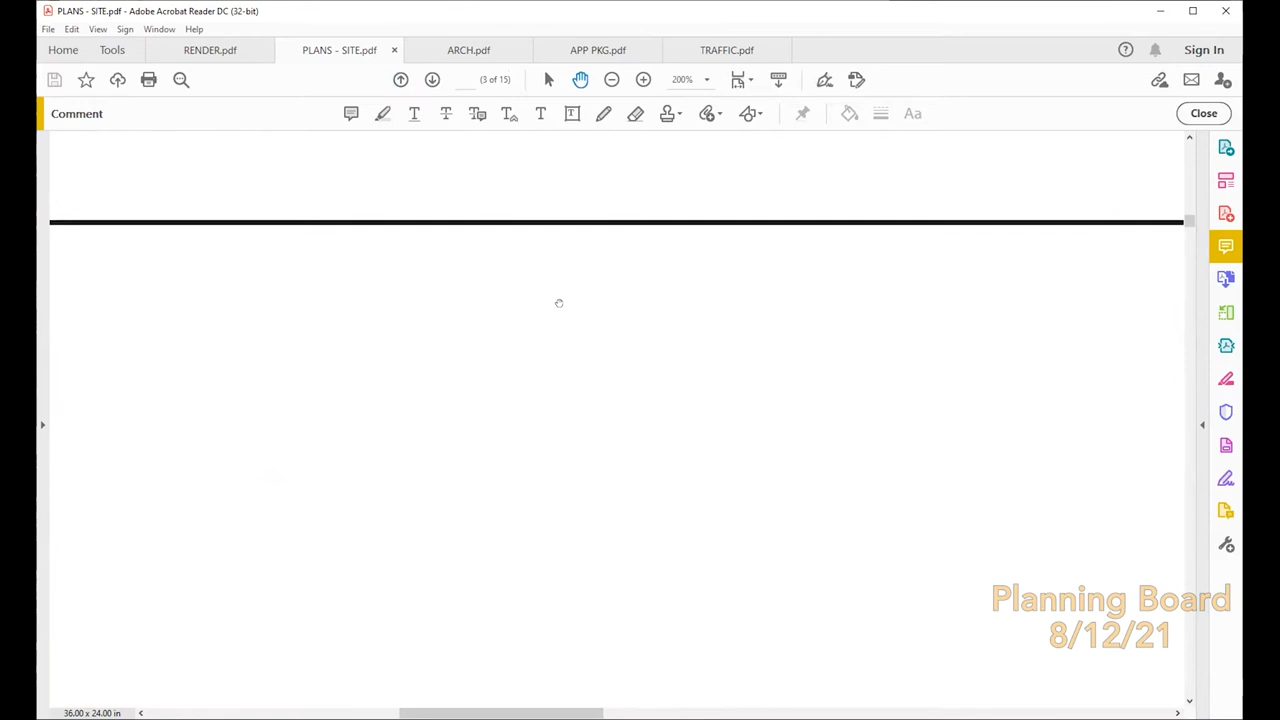 PLANS - SITE.pdf - Adobe Acrobat Reader DC (32-bit)
File Edit View Sign Window Help
Home Tools RENDER.pdf PLANS - SITE.pdf × ARCH.pdf APP PKG.pdf TRAFFIC.pdf Sign In
(3 of 15) 200%
Comment Aa Close
Planning Board
8/12/21
36.00 x 24.00 in